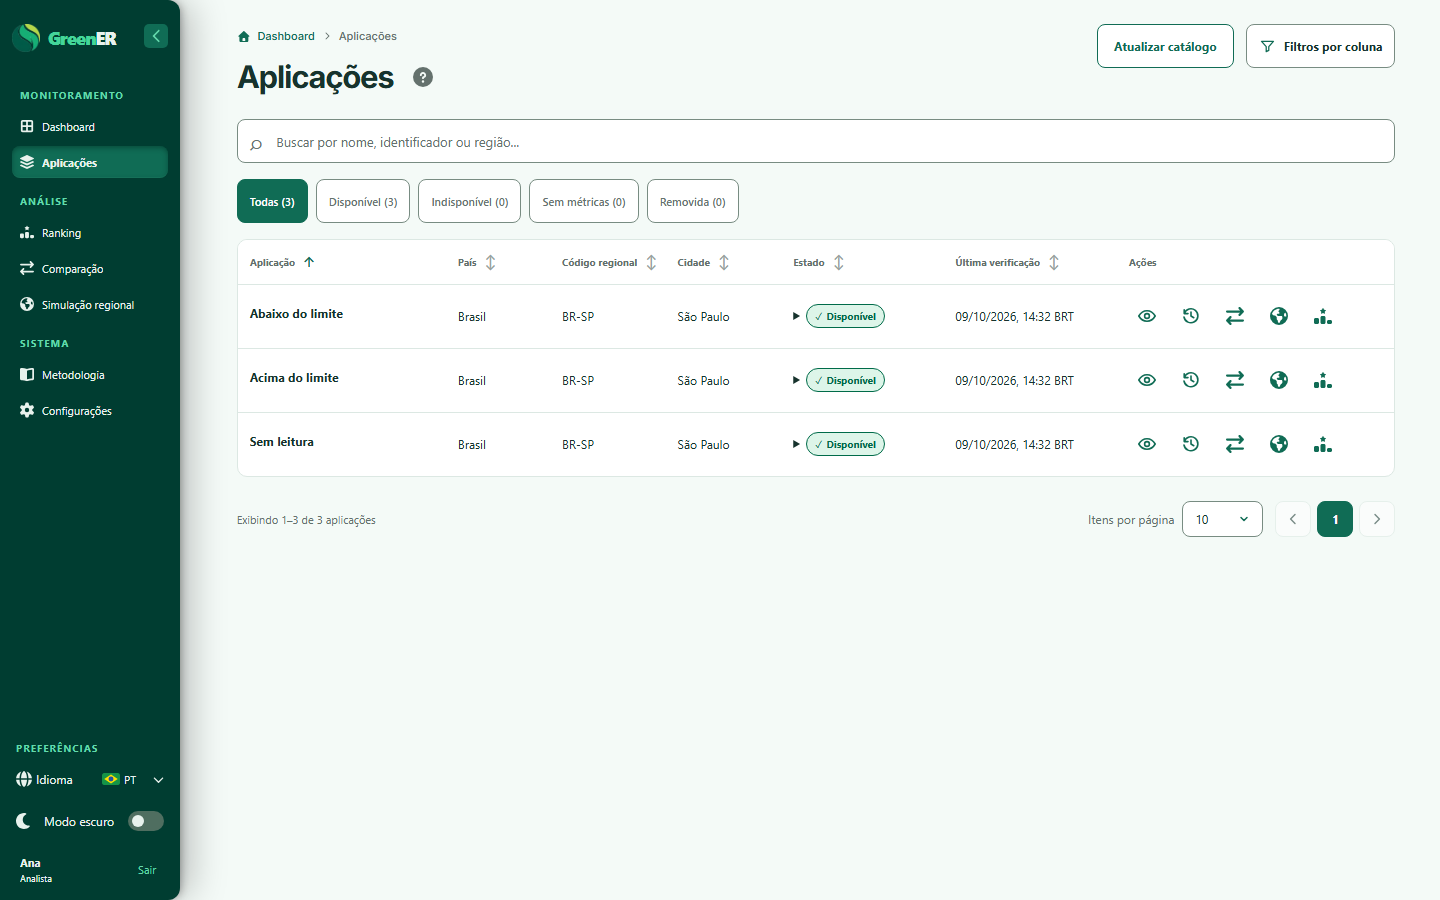 GreenER
MONITORAMENTO
Dashboard
Aplicações
ANÁLISE
Ranking
Comparação
Simulação regional
SISTEMA
Metodologia
Configurações
PREFERÊNCIAS
Idioma PT
Modo escuro
Ana
Analista
Sair
Dashboard > Aplicações
Aplicações ?
Atualizar catálogo
Filtros por coluna
Buscar por nome, identificador ou região...
Todas (3) Disponível (3) Indisponível (0) Sem métricas (0) Removida (0)
Aplicação País Código regional Cidade Estado Última verificação Ações
Abaixo do limite Brasil BR-SP São Paulo ✓ Disponível 09/10/2026, 14:32 BRT
Acima do limite Brasil BR-SP São Paulo ✓ Disponível 09/10/2026, 14:32 BRT
Sem leitura Brasil BR-SP São Paulo ✓ Disponível 09/10/2026, 14:32 BRT
Exibindo 1–3 de 3 aplicações
Itens por página 10 1